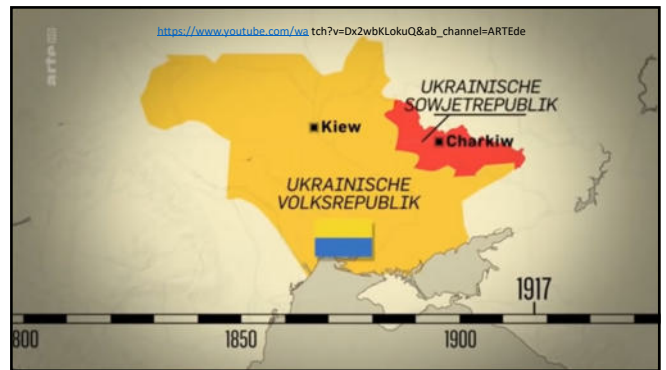 https://www.youtube.com/wa tch?v=Dx2wbKLokuQ&ab_channel=ARTEde
arte
UKRAINISCHE
SOWJETREPUBLIK
Kiew
Charkiw
UKRAINISCHE
VOLKSREPUBLIK
1917
800
1850
1900